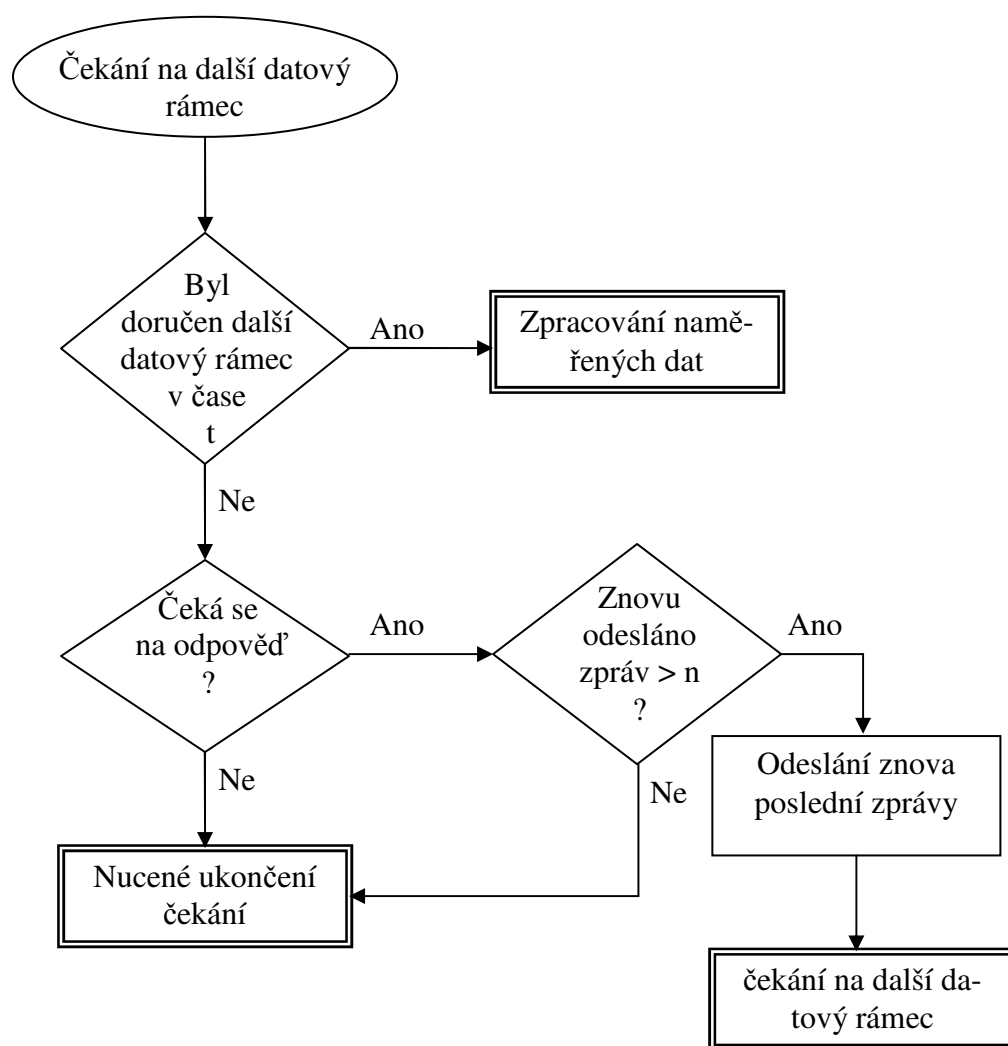 Čekání na další datový
rámec
Byl
doručen další
datový rámec
v čase
t
Ano
Zpracování namě-
řených dat
Ne
Čeká se
na odpověď
?
Ano
Znovu
odesláno
zpráv > n
?
Ano
Odeslání znova
poslední zprávy
Ne
Ne
Nucené ukončení
čekání
čekání na další da-
tový rámec